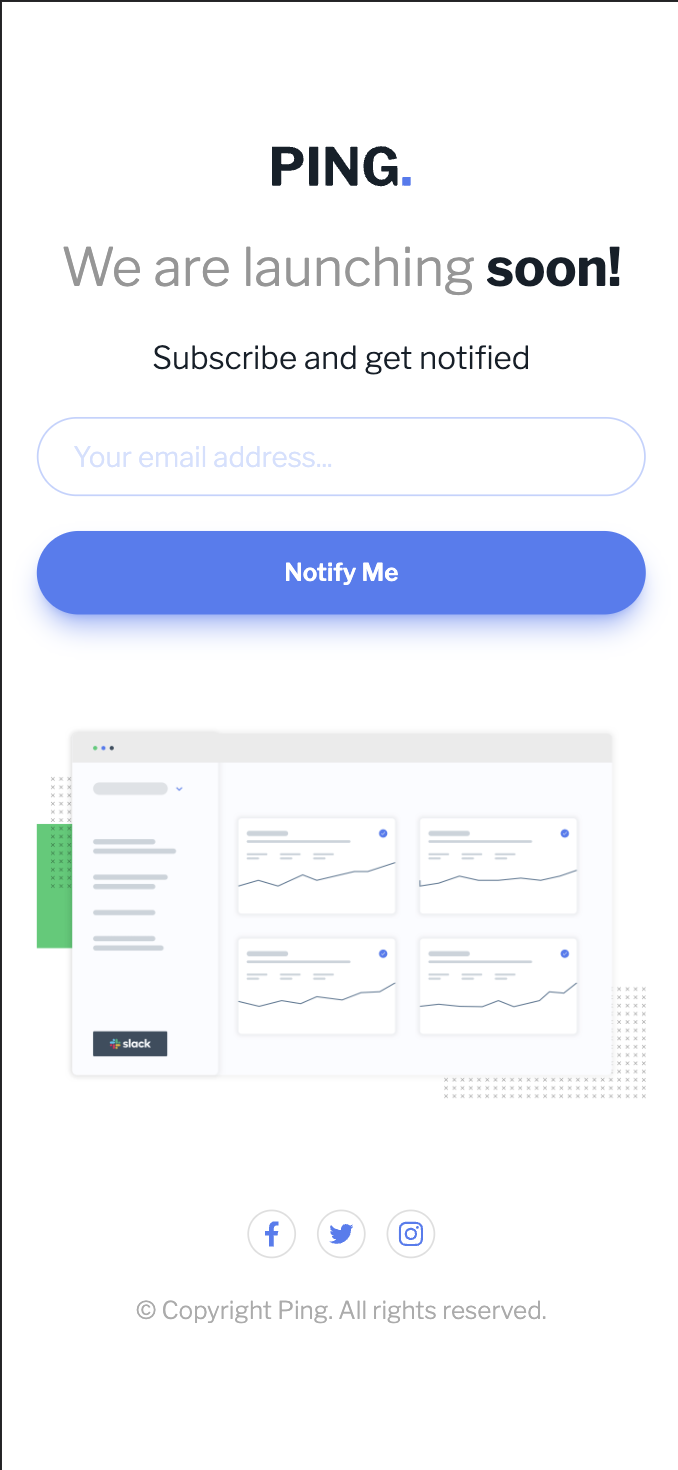 PING.
We are launching soon!
Subscribe and get notified
Your email address...
Notify Me
slack
© Copyright Ping. All rights reserved.